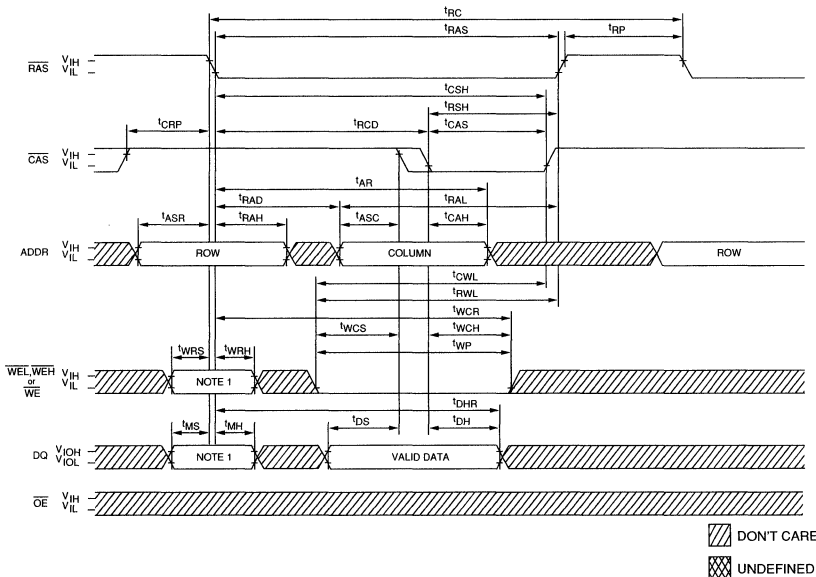 tRC
tRAS
tRP
RAS VIH
VIL
tCSH
tRSH
tCRP
tRCD
tCAS
CAS VIH
VIL
tAR
tRAD
tRAL
tASR
tRAH
tASC
tCAH
ADDR VIH
VIL
ROW
COLUMN
ROW
tCWL
tRWL
tWCR
tWCS
tWCH
tWRS
tWRH
tWP
WEL,WEH
or
WE
VIH
VIL
NOTE 1
tDHR
tMS
tMH
tDS
tDH
DQ VIOH
VIOL
NOTE 1
VALID DATA
OE VIH
VIL
DON'T CARE
UNDEFINED